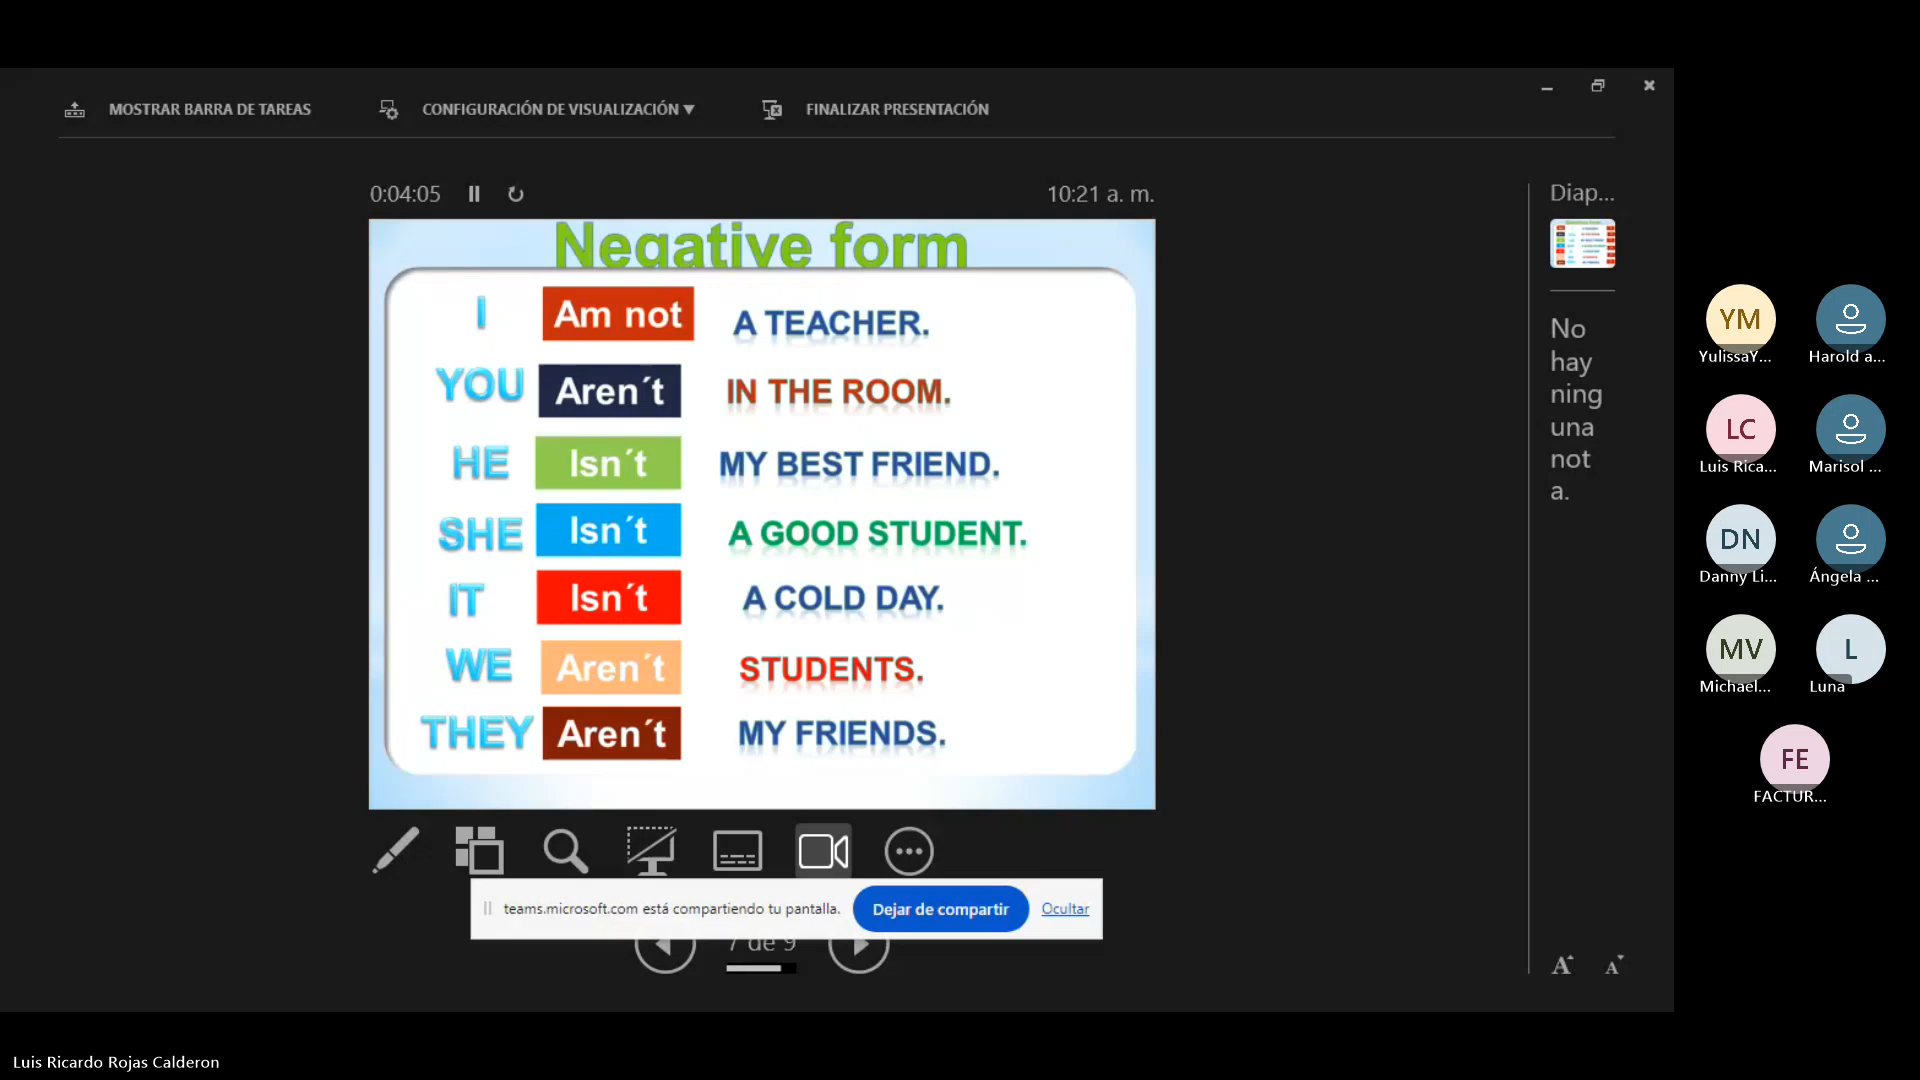 MOSTRAR BARRA DE TAREAS CONFIGURACIÓN DE VISUALIZACIÓN ▼ FINALIZAR PRESENTACIÓN
0:04:05 10:21 a. m.
Negative form
I Am not A TEACHER.
YOU Aren´t IN THE ROOM.
HE Isn´t MY BEST FRIEND.
SHE Isn´t A GOOD STUDENT.
IT Isn´t A COLD DAY.
WE Aren´t STUDENTS.
THEY Aren´t MY FRIENDS.
teams.microsoft.com está compartiendo tu pantalla. Dejar de compartir Ocultar
7 de 9
Diap...
No
hay
ning
una
not
a.
A A
YM
YulissaY... Harold a...
LC
Luis Rica... Marisol ...
DN
Danny Li... Ángela ...
MV L
Michael... Luna
FE
FACTUR...
Luis Ricardo Rojas Calderon